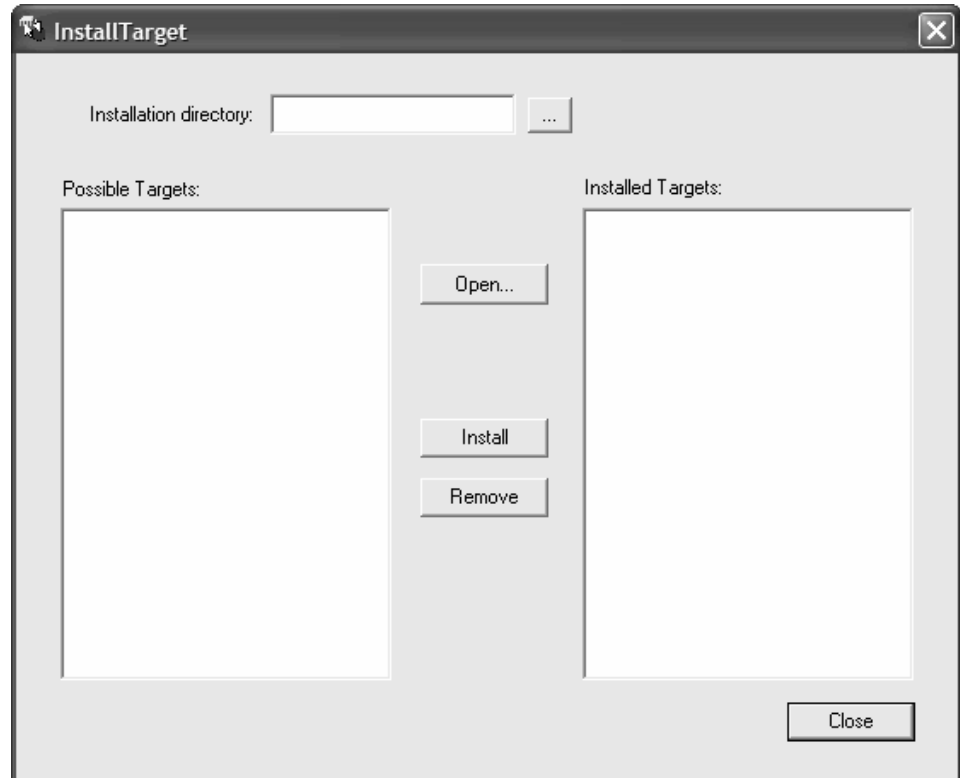 InstallTarget
Installation directory:
...
Possible Targets:
Installed Targets:
Open...
Install
Remove
Close